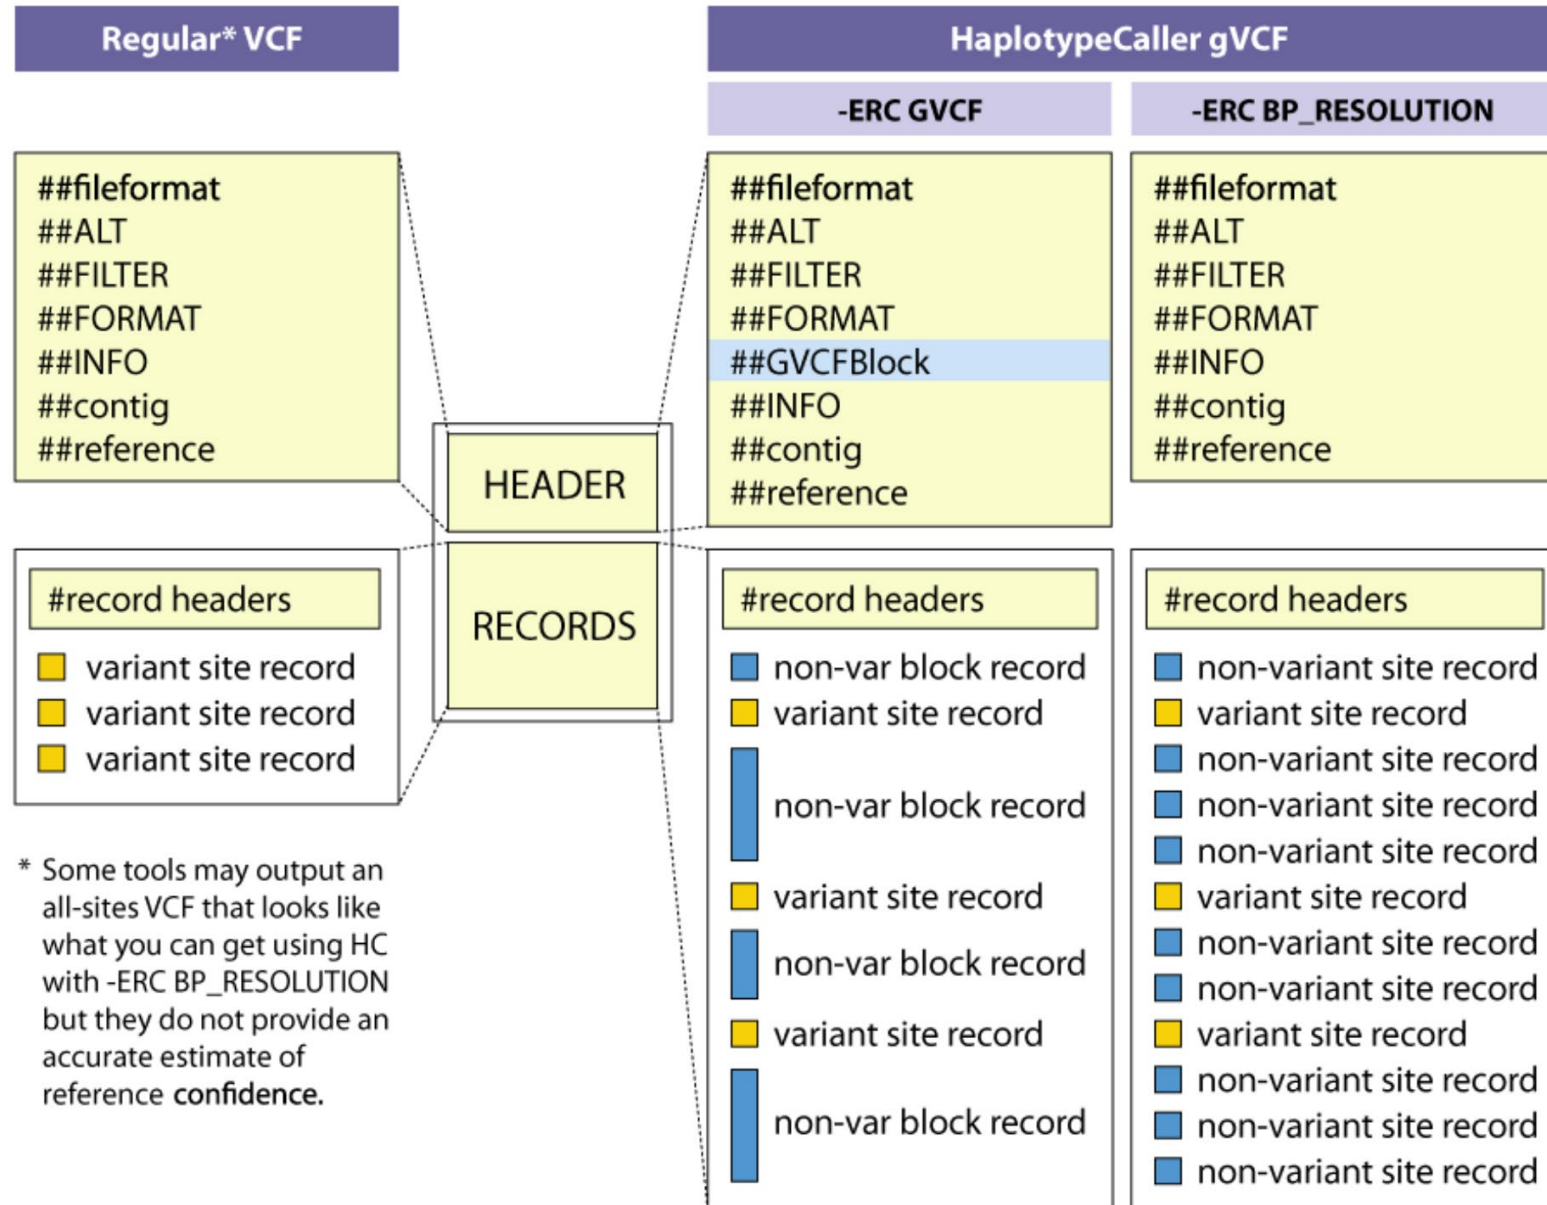 Regular* VCF
##fileformat
##ALT
##FILTER
##FORMAT
##INFO
##contig
##reference
#record headers
variant site record
variant site record
variant site record
* Some tools may output an
all-sites VCF that looks like
what you can get using HC
with -ERC BP_RESOLUTION
but they do not provide an
accurate estimate of
reference confidence.
HEADER
RECORDS
HaplotypeCaller gVCF
-ERC GVCF
##fileformat
##ALT
##FILTER
##FORMAT
##GVCFBlock
##INFO
##contig
##reference
#record headers
non-var block record
variant site record
non-var block record
variant site record
non-var block record
variant site record
non-var block record
-ERC BP_RESOLUTION
##fileformat
##ALT
##FILTER
##FORMAT
##INFO
##contig
##reference
#record headers
non-variant site record
variant site record
non-variant site record
non-variant site record
non-variant site record
variant site record
non-variant site record
non-variant site record
variant site record
non-variant site record
non-variant site record
non-variant site record